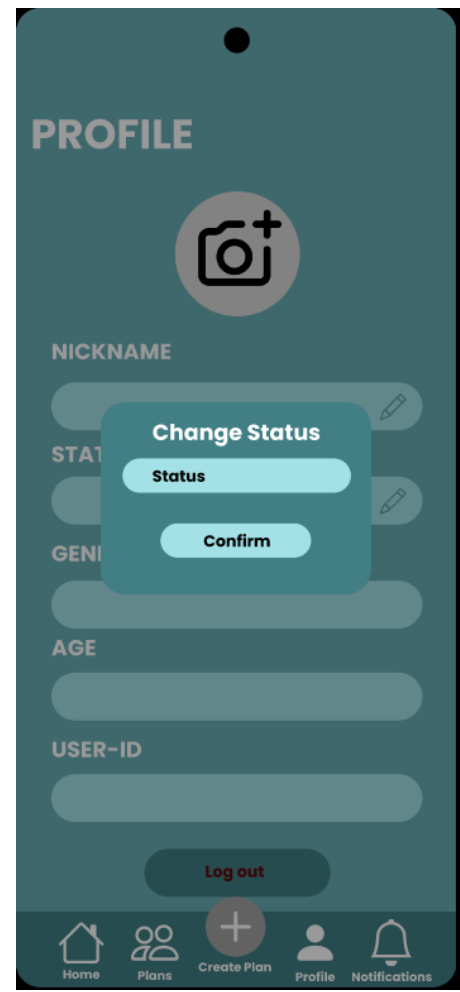 PROFILE
NICKNAME
Change Status
STAT
Status
Confirm
GEN
AGE
USER-ID
Log out
Home
Plans
Create Plan
Profile
Notifications